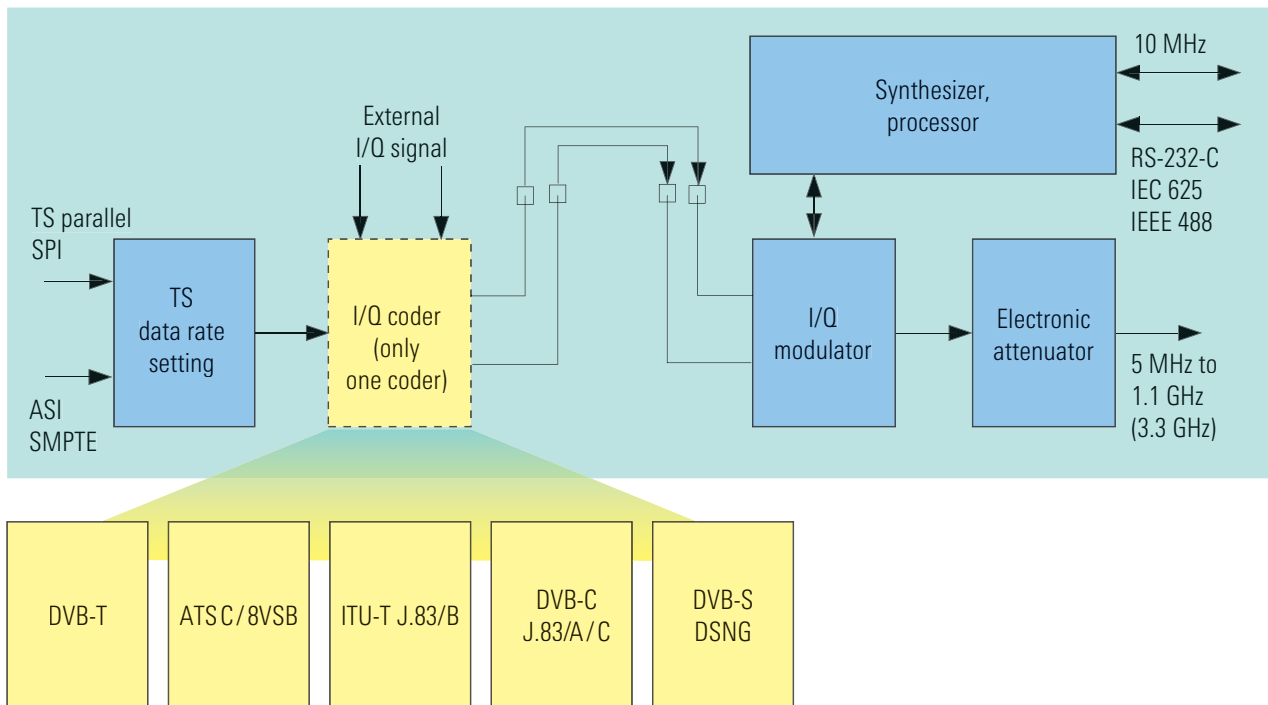 10 MHz
Synthesizer,
processor
External
I/Q signal
RS-232-C
IEC 625
IEEE 488
TS parallel
SPI
TS
data rate
setting
I/Q coder
(only
one coder)
I/Q
modulator
Electronic
attenuator
5 MHz to
1.1 GHz
(3.3 GHz)
ASI
SMPTE
DVB-T
ATSC/8VSB
ITU-T J.83/B
DVB-C
J.83/A/C
DVB-S
DSNG